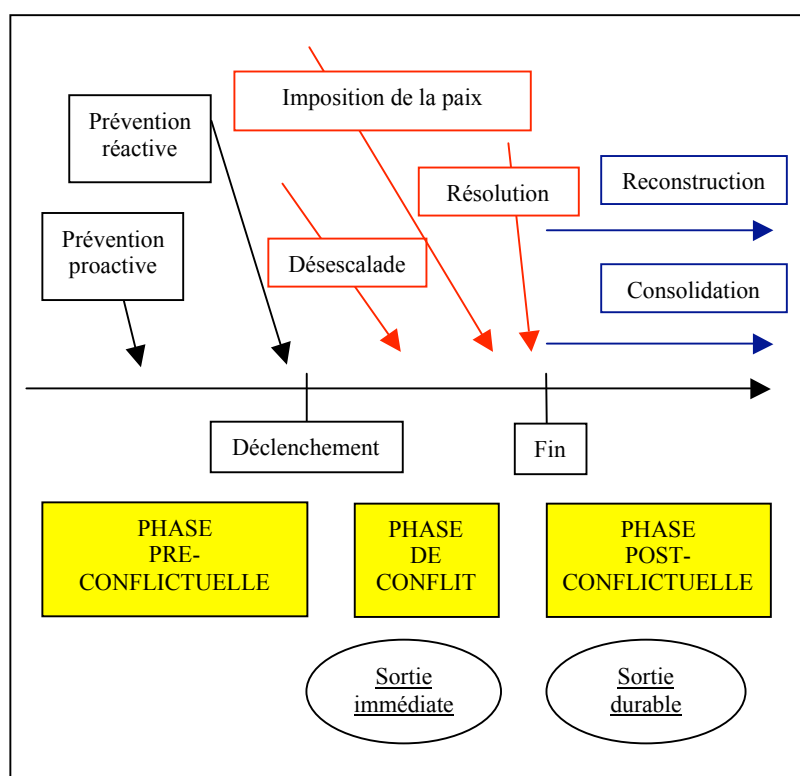 Imposition de la paix
Prévention
réactive
Résolution
Reconstruction
Prévention
proactive
Désescalade
Consolidation
Déclenchement
Fin
PHASE
PRE-
CONFLICTUELLE
PHASE
DE
CONFLIT
PHASE
POST-
CONFLICTUELLE
Sortie
immédiate
Sortie
durable